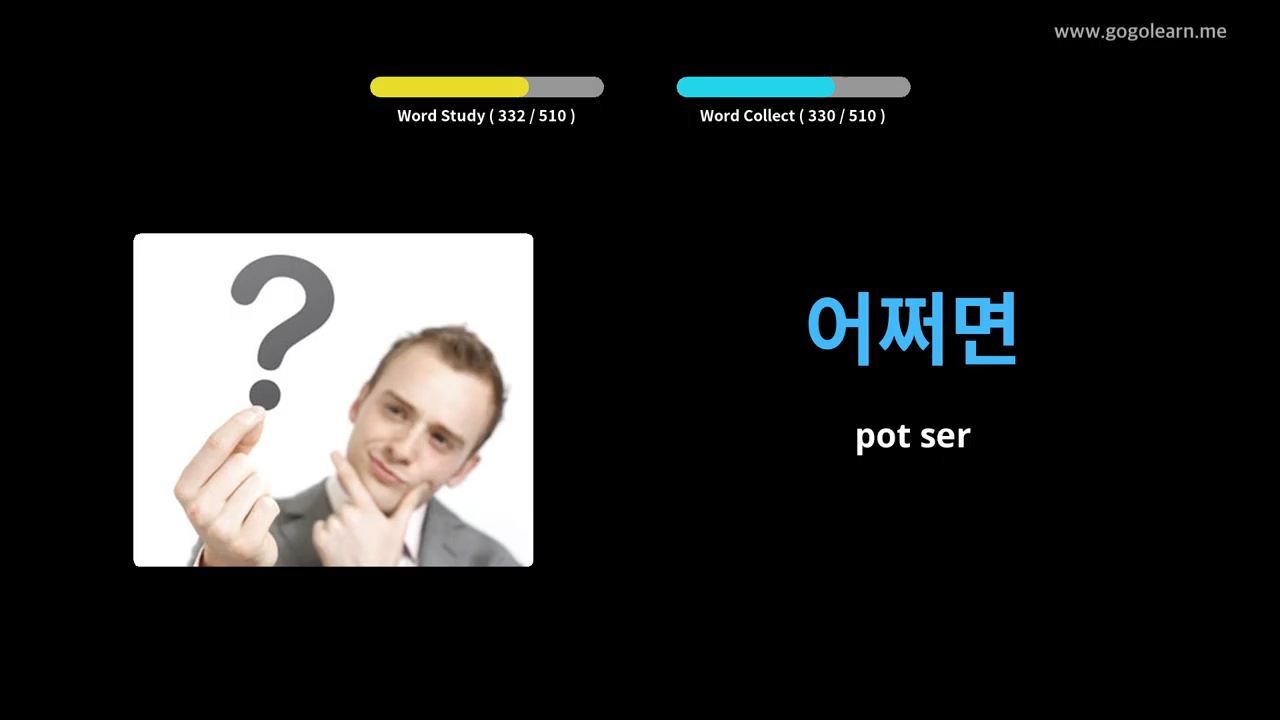 www.gogolearn.me
Word Study ( 332 / 510 )
Word Collect ( 330 / 510 )
?
어쩌면
pot ser